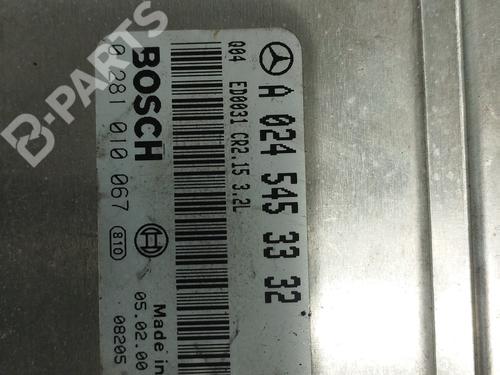 A 024 545 33 32
Q04 ED0031 CR2.15 3.2L
BOSCH
0 281 010 067
810
Made in
05.02.00
08205
B-PARTS